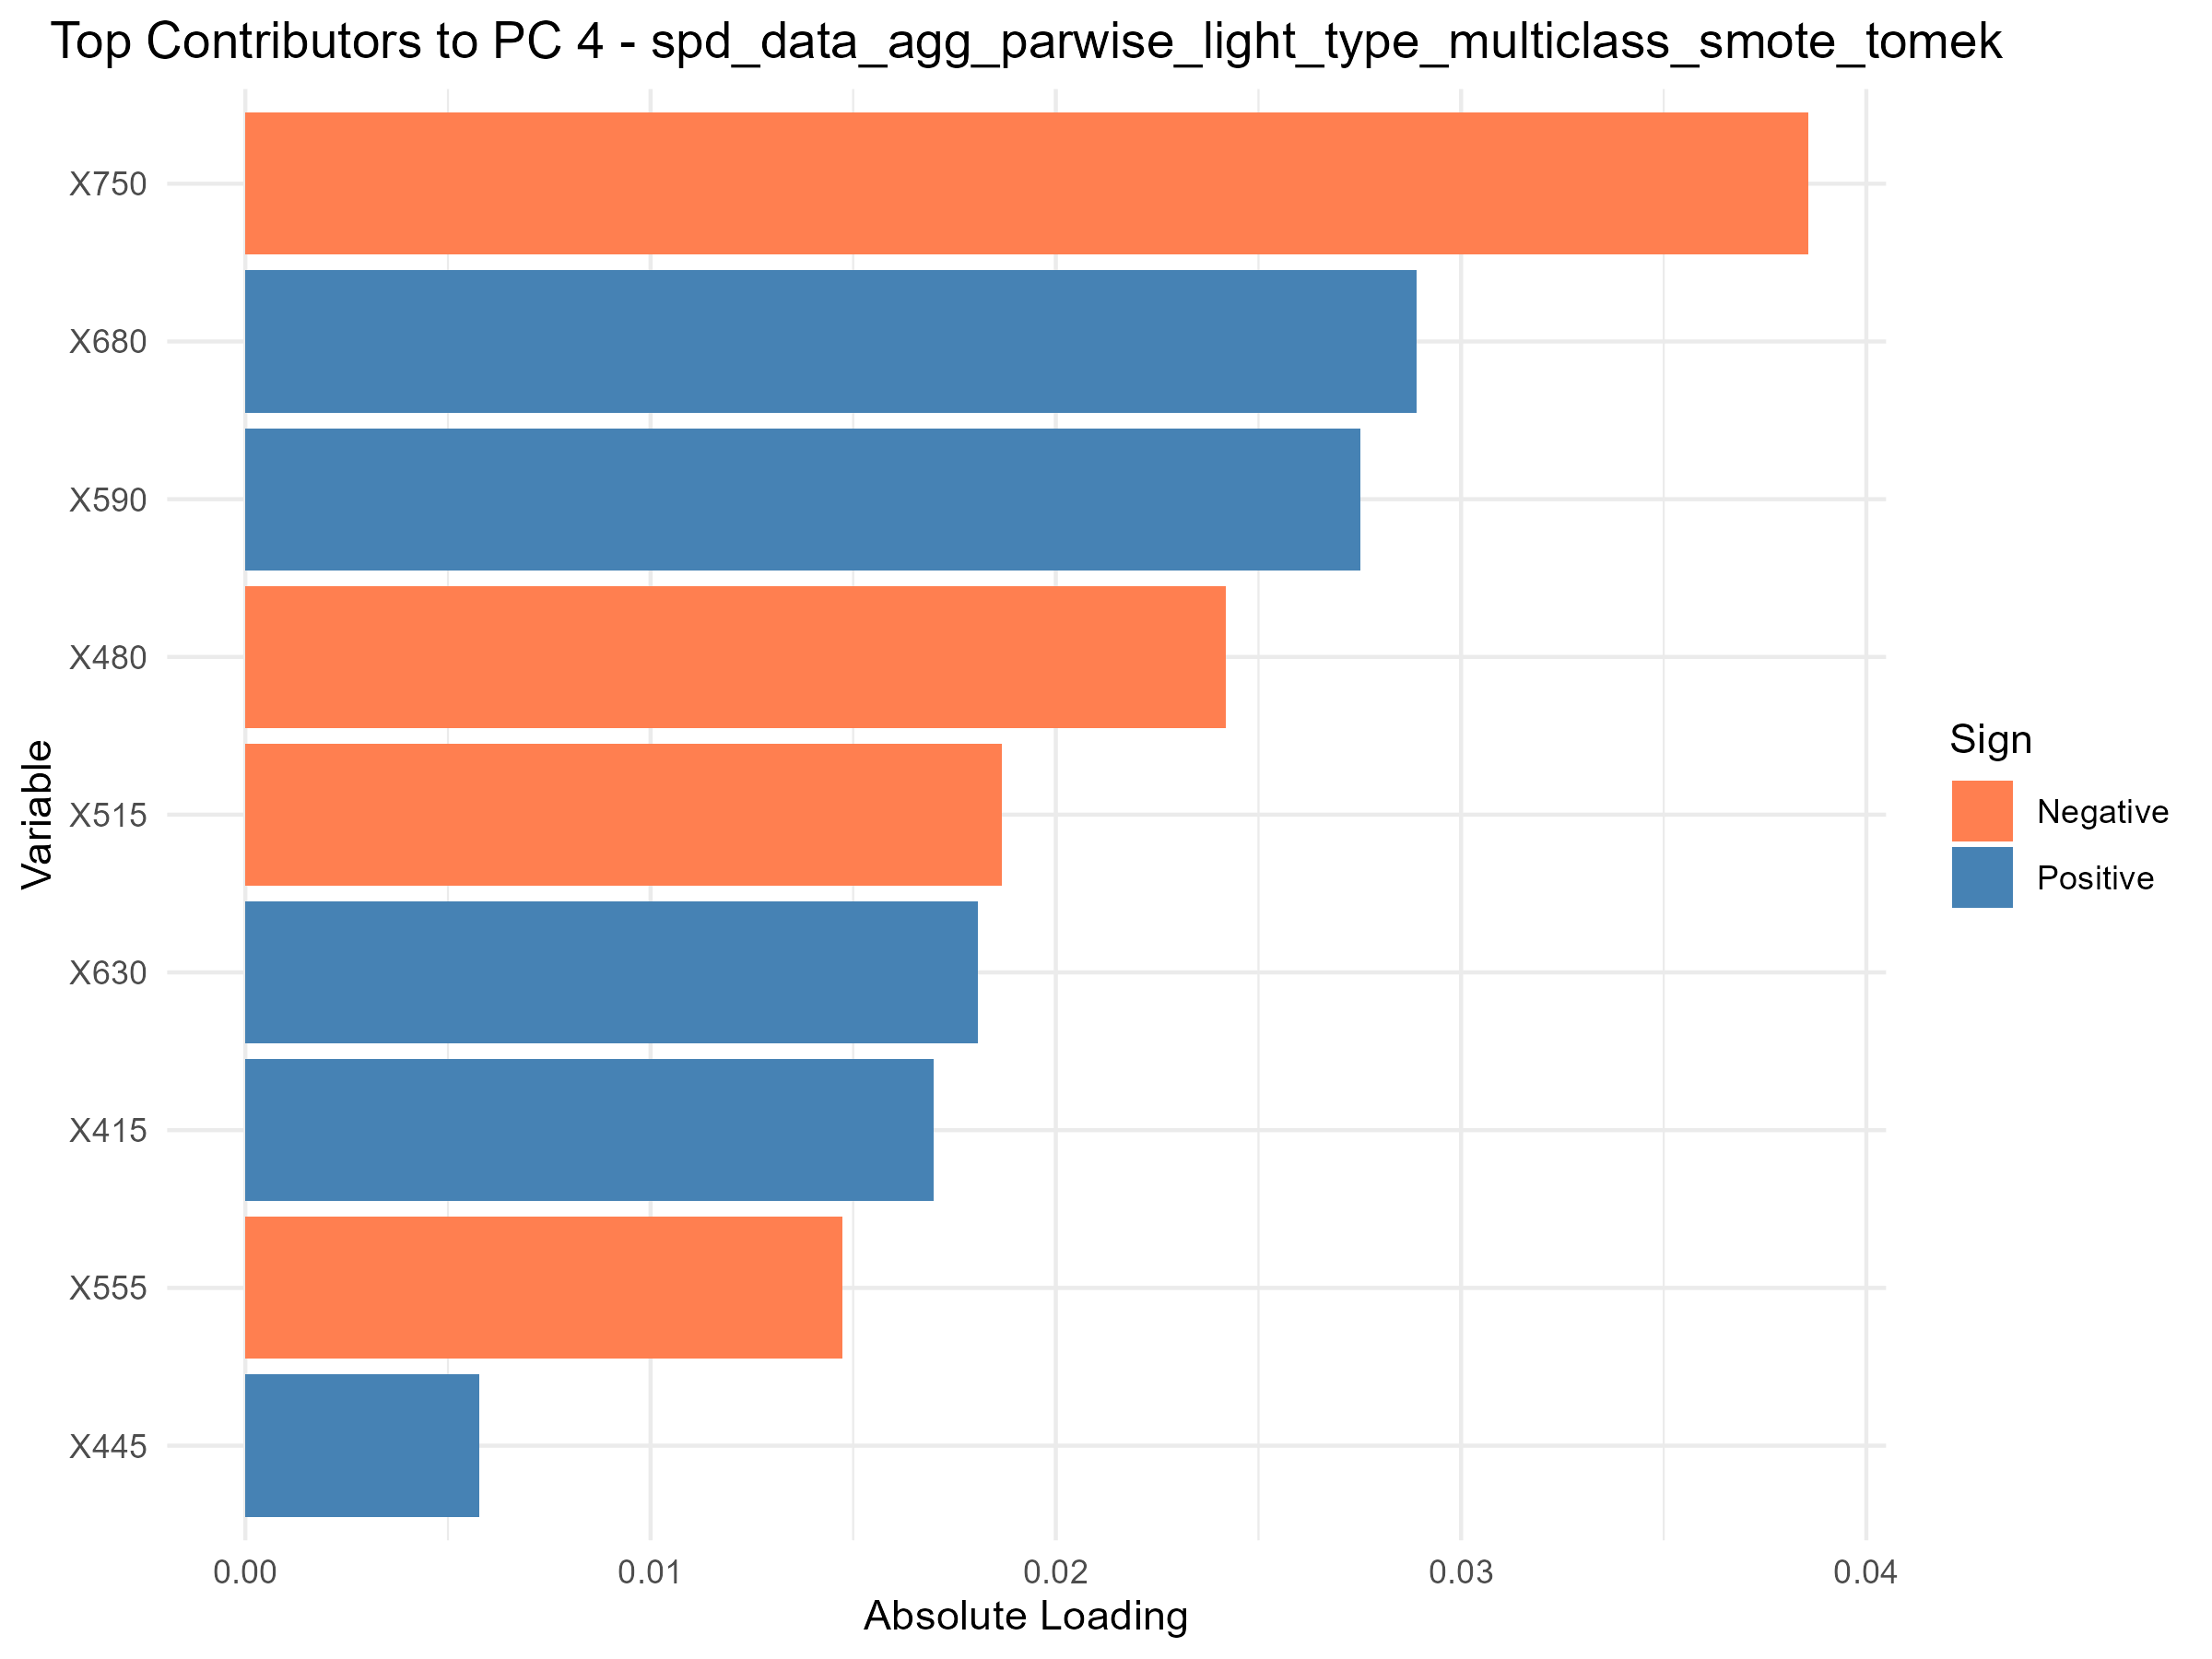 Top Contributors to PC 4 - spd_data_agg_parwise_light_type_multiclass_smote_tomek
X750
X680
X590
X480
X515
X630
X415
X555
X445
Variable
0.00 0.01 0.02 0.03 0.04
Absolute Loading
Sign
Negative
Positive